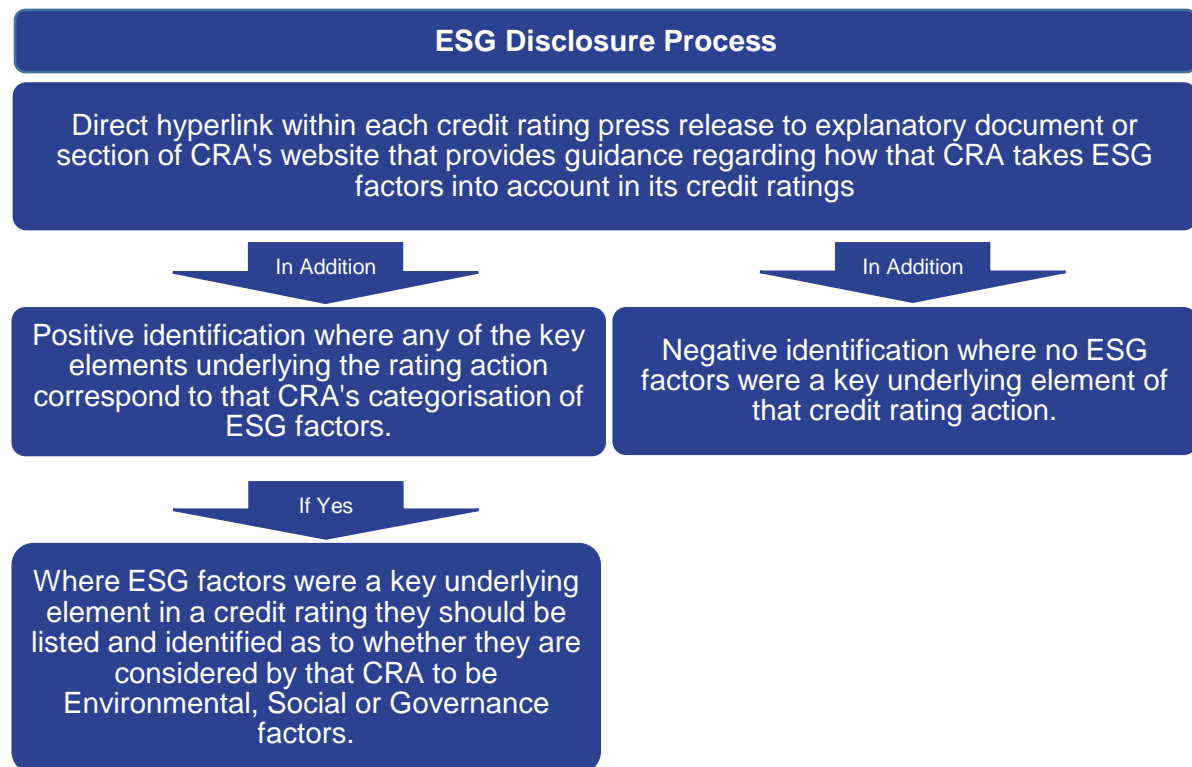 ESG Disclosure Process
Direct hyperlink within each credit rating press release to explanatory document or
section of CRA's website that provides guidance regarding how that CRA takes ESG
factors into account in its credit ratings
In Addition
In Addition
Positive identification where any of the key
elements underlying the rating action
correspond to that CRA's categorisation of
ESG factors.
Negative identification where no ESG
factors were a key underlying element of
that credit rating action.
If Yes
Where ESG factors were a key underlying
element in a credit rating they should be
listed and identified as to whether they are
considered by that CRA to be
Environmental, Social or Governance
factors.